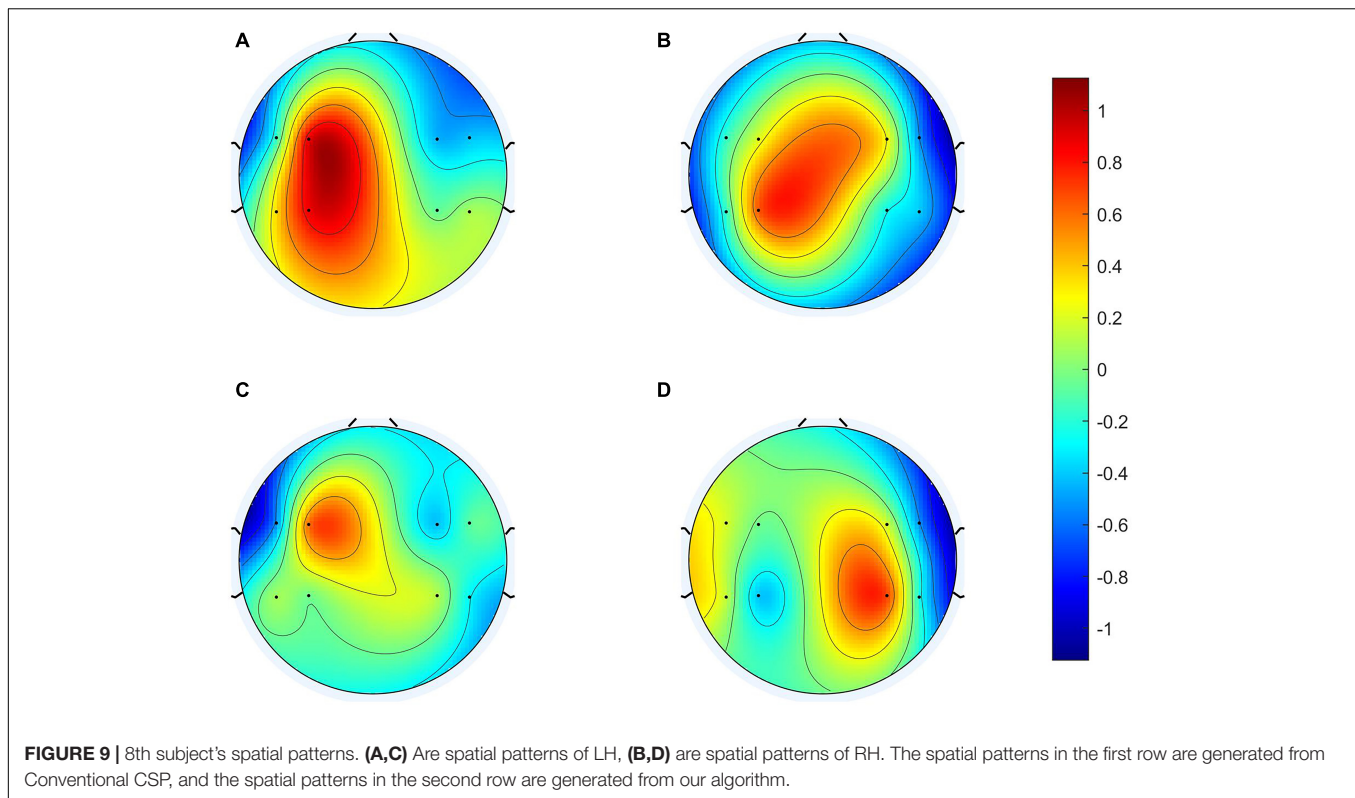 A
B
1
0.8
0.6
0.4
0.2
0
-0.2
-0.4
-0.6
-0.8
-1
C
D
FIGURE 9 | 8th subject's spatial patterns. (A,C) Are spatial patterns of LH, (B,D) are spatial patterns of RH. The spatial patterns in the first row are generated from
Conventional CSP, and the spatial patterns in the second row are generated from our algorithm.